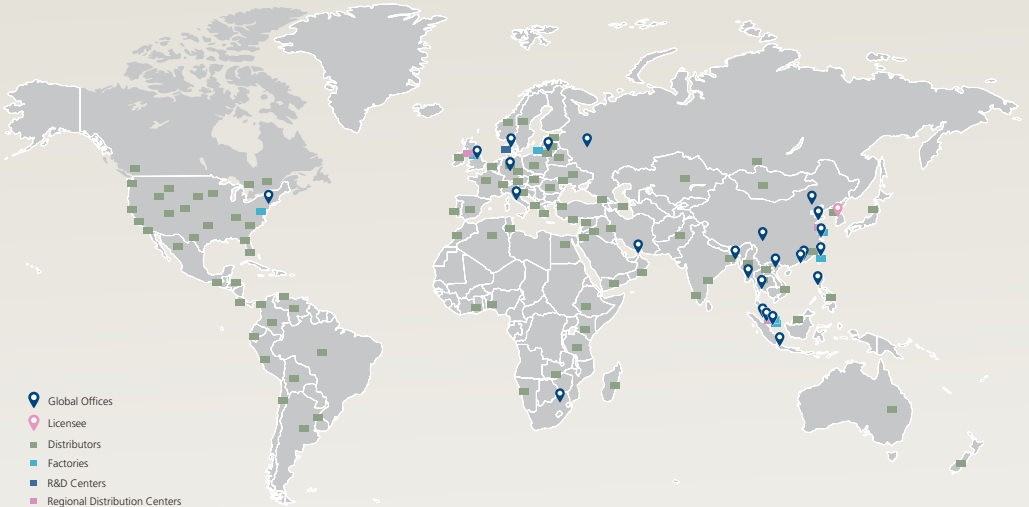 Global Offices
Licensee
Distributors
Factories
R&D Centers
Regional Distribution Centers